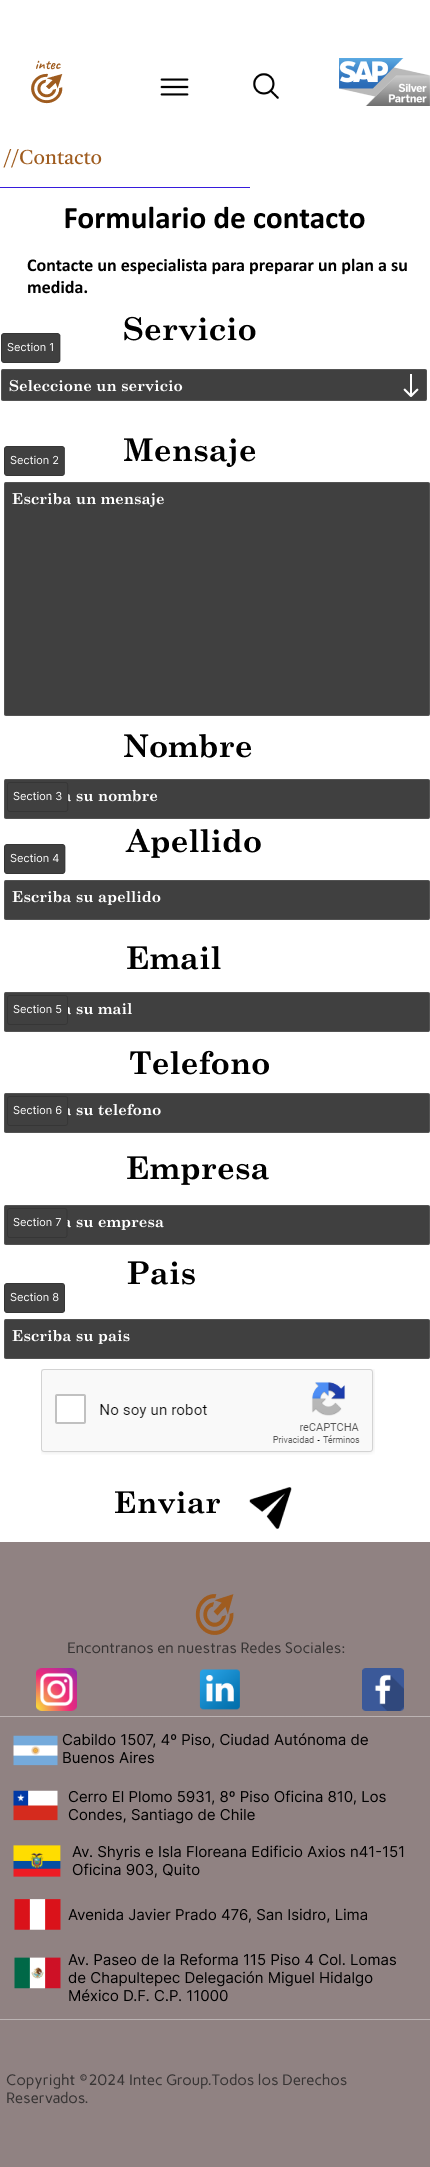 intec
SAP
Silver
Partner
//Contacto
Formulario de contacto
Contacte un especialista para preparar un plan a su
medida.
Servicio
Section 1
Seleccione un servicio
Mensaje
Section 2
Escriba un mensaje
Nombre
Section 3 su nombre
Apellido
Section 4
Escriba su apellido
Email
Section 5 su mail
Telefono
Section 6 su telefono
Empresa
Section 7 su empresa
Pais
Section 8
Escriba su pais
No soy un robot
reCAPTCHA
Privacidad - Términos
Enviar
Encontranos en nuestras Redes Sociales:
in
f
Cabildo 1507, 4º Piso, Ciudad Autónoma de
Buenos Aires
Cerro El Plomo 5931, 8º Piso Oficina 810, Los
Condes, Santiago de Chile
Av. Shyris e Isla Floreana Edificio Axios n41-151
Oficina 903, Quito
Avenida Javier Prado 476, San Isidro, Lima
Av. Paseo de la Reforma 115 Piso 4 Col. Lomas
de Chapultepec Delegación Miguel Hidalgo
México D.F. C.P. 11000
Copyright ©2024 Intec Group.Todos los Derechos
Reservados.